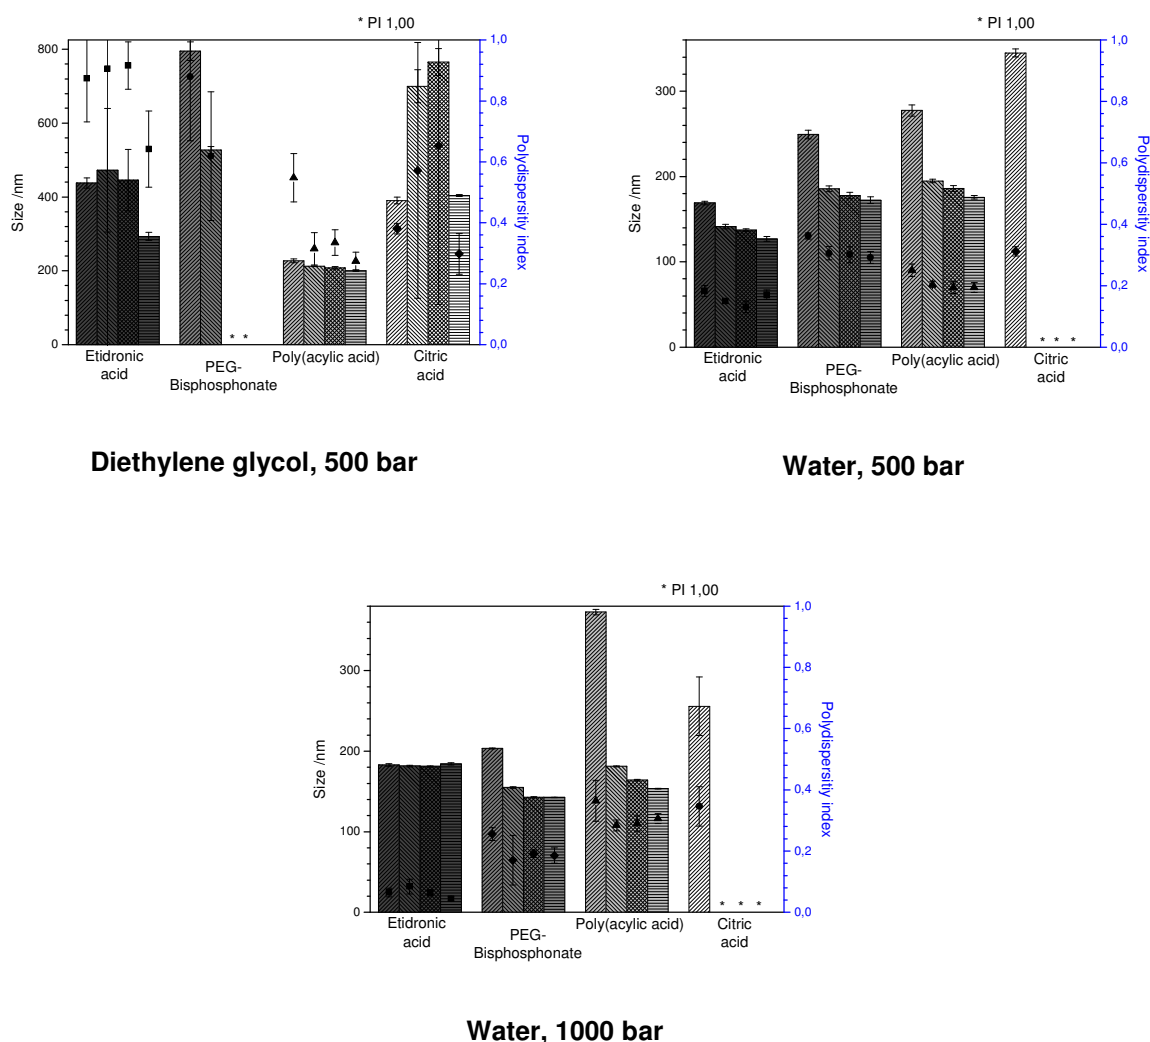 * PI 1,00
800
600
400
200
0
Size /nm
1,0
0,8
0,6
0,4
0,2
0,0
Polydispersitiy index
* *
Etidronic
acid
PEG-
Bisphosphonate
Poly(acylic acid)
Citric
acid
Diethylene glycol, 500 bar
* PI 1,00
300
200
100
0
Size /nm
1,0
0,8
0,6
0,4
0,2
0,0
Polydispersitiy index
* * *
Etidronic
acid
PEG-
Bisphosphonate
Poly(acylic acid)
Citric
acid
Water, 500 bar
* PI 1,00
300
200
100
0
Size /nm
1,0
0,8
0,6
0,4
0,2
0,0
Polydispersitiy index
* * *
Etidronic
acid
PEG-
Bisphosphonate
Poly(acylic acid)
Citric
acid
Water, 1000 bar